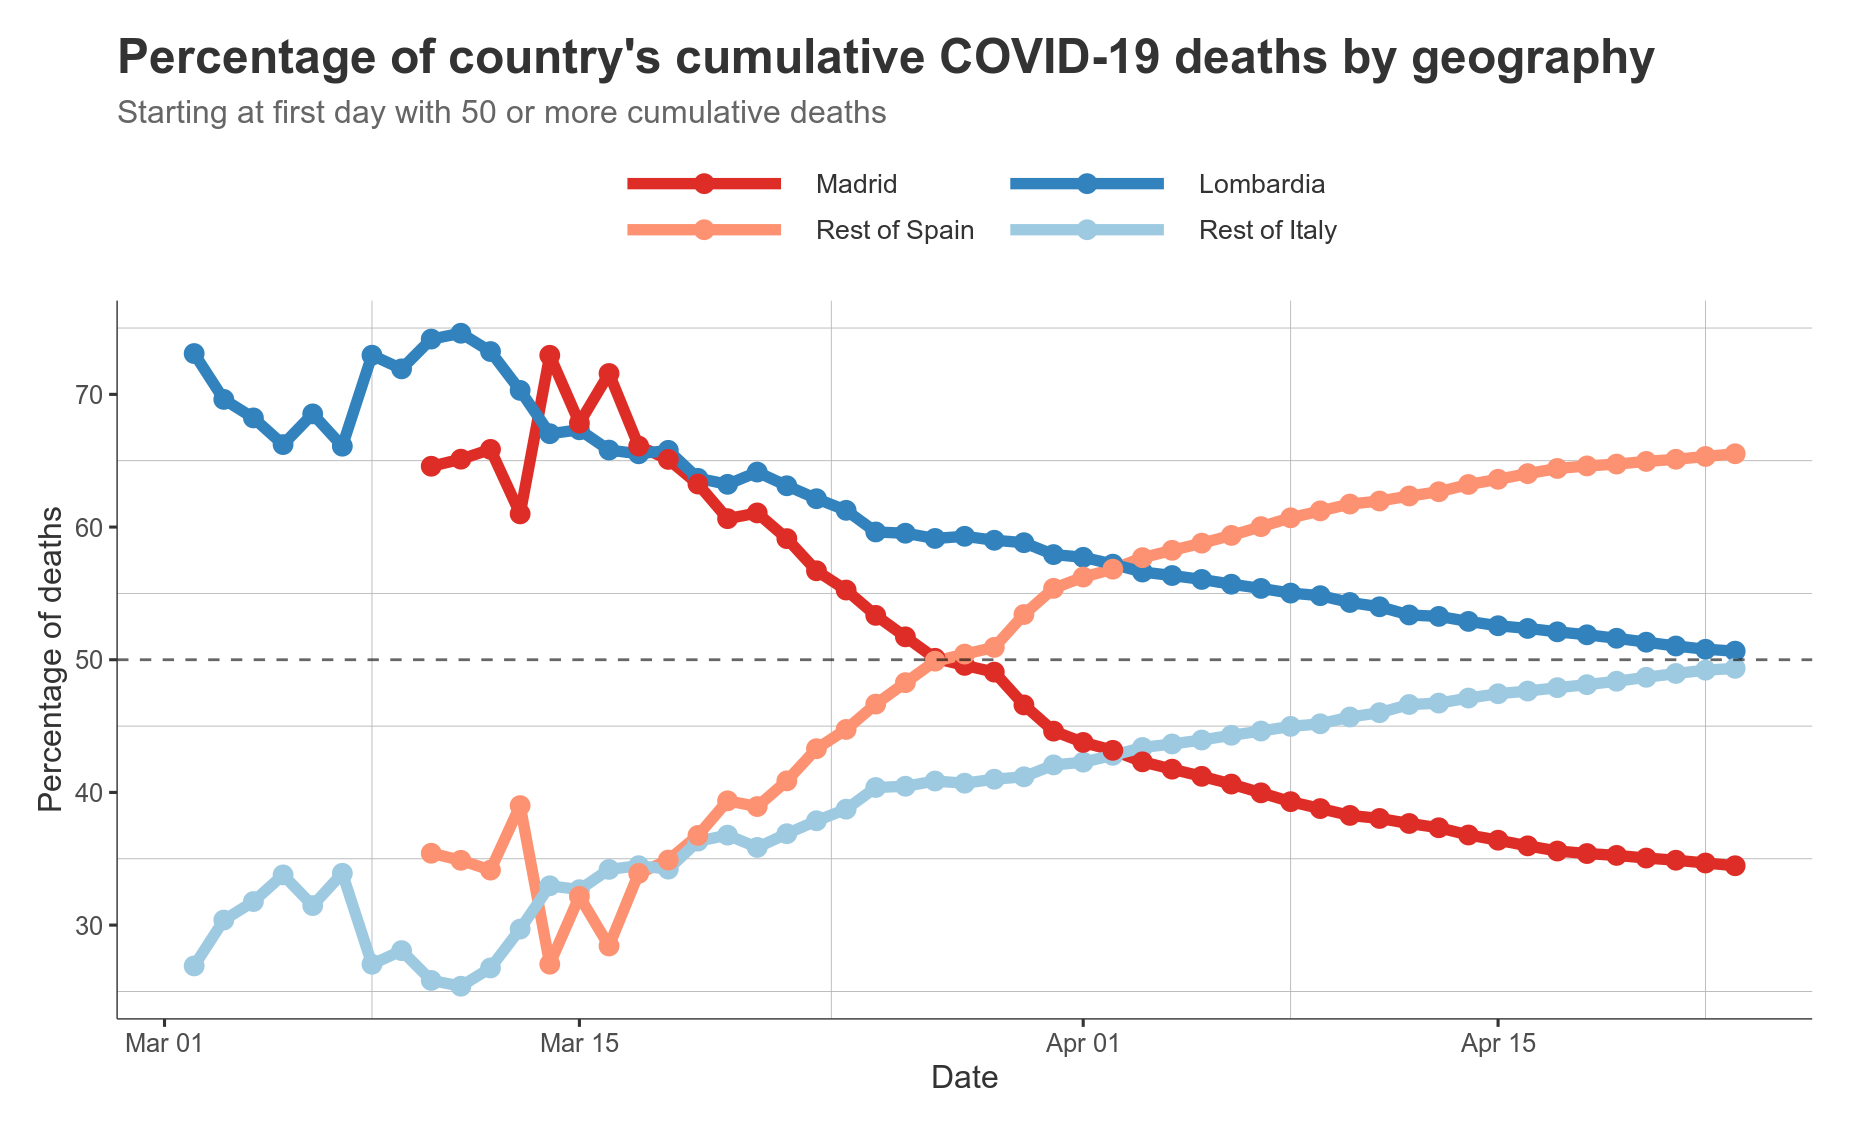 Percentage of country's cumulative COVID-19 deaths by geography
Starting at first day with 50 or more cumulative deaths
Madrid
Lombardia
Rest of Spain
Rest of Italy
Percentage of deaths
70
60
50
40
30
Mar 01
Mar 15
Apr 01
Apr 15
Date